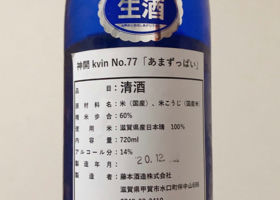 生酒
神開 kvin No.77「あまずっぱい」
品目：清酒
原材料名：米（国産）、米こうじ（国産米）
精米歩合：60%
使用米：滋賀県産日本晴 100%
内容量：720ml
アルコール分：14%
製造年月：20.12
製造者：藤本酒造株式会社
滋賀県甲賀市水口町